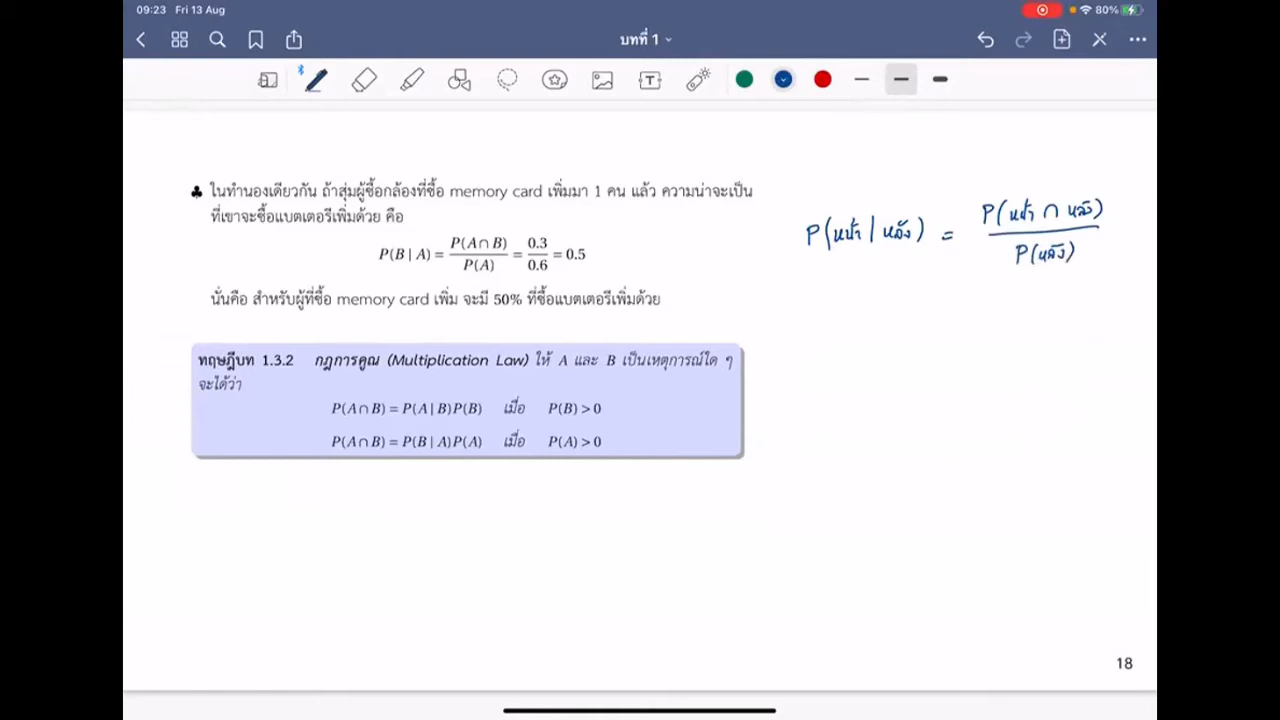 09:23 Fri 13 Aug
80%
บทที่ 1
♣ ในทำนองเดียวกัน ถ้าสุ่มผู้ซื้อกล้องที่ซื้อ memory card เพิ่มมา 1 คน แล้ว ความน่าจะเป็น
ที่เขาจะซื้อแบตเตอรีเพิ่มด้วย คือ
P(B | A) = P(A∩B) / P(A) = 0.3 / 0.6 = 0.5
นั่นคือ สำหรับผู้ที่ซื้อ memory card เพิ่ม จะมี 50% ที่ซื้อแบตเตอรีเพิ่มด้วย
P(หน้า | หลัง) = P(หน้า ∩ หลัง) / P(หลัง)
ทฤษฎีบท 1.3.2 กฎการคูณ (Multiplication Law) ให้ A และ B เป็นเหตุการณ์ใด ๆ
จะได้ว่า
P(A∩B) = P(A | B)P(B) เมื่อ P(B) > 0
P(A∩B) = P(B | A)P(A) เมื่อ P(A) > 0
18